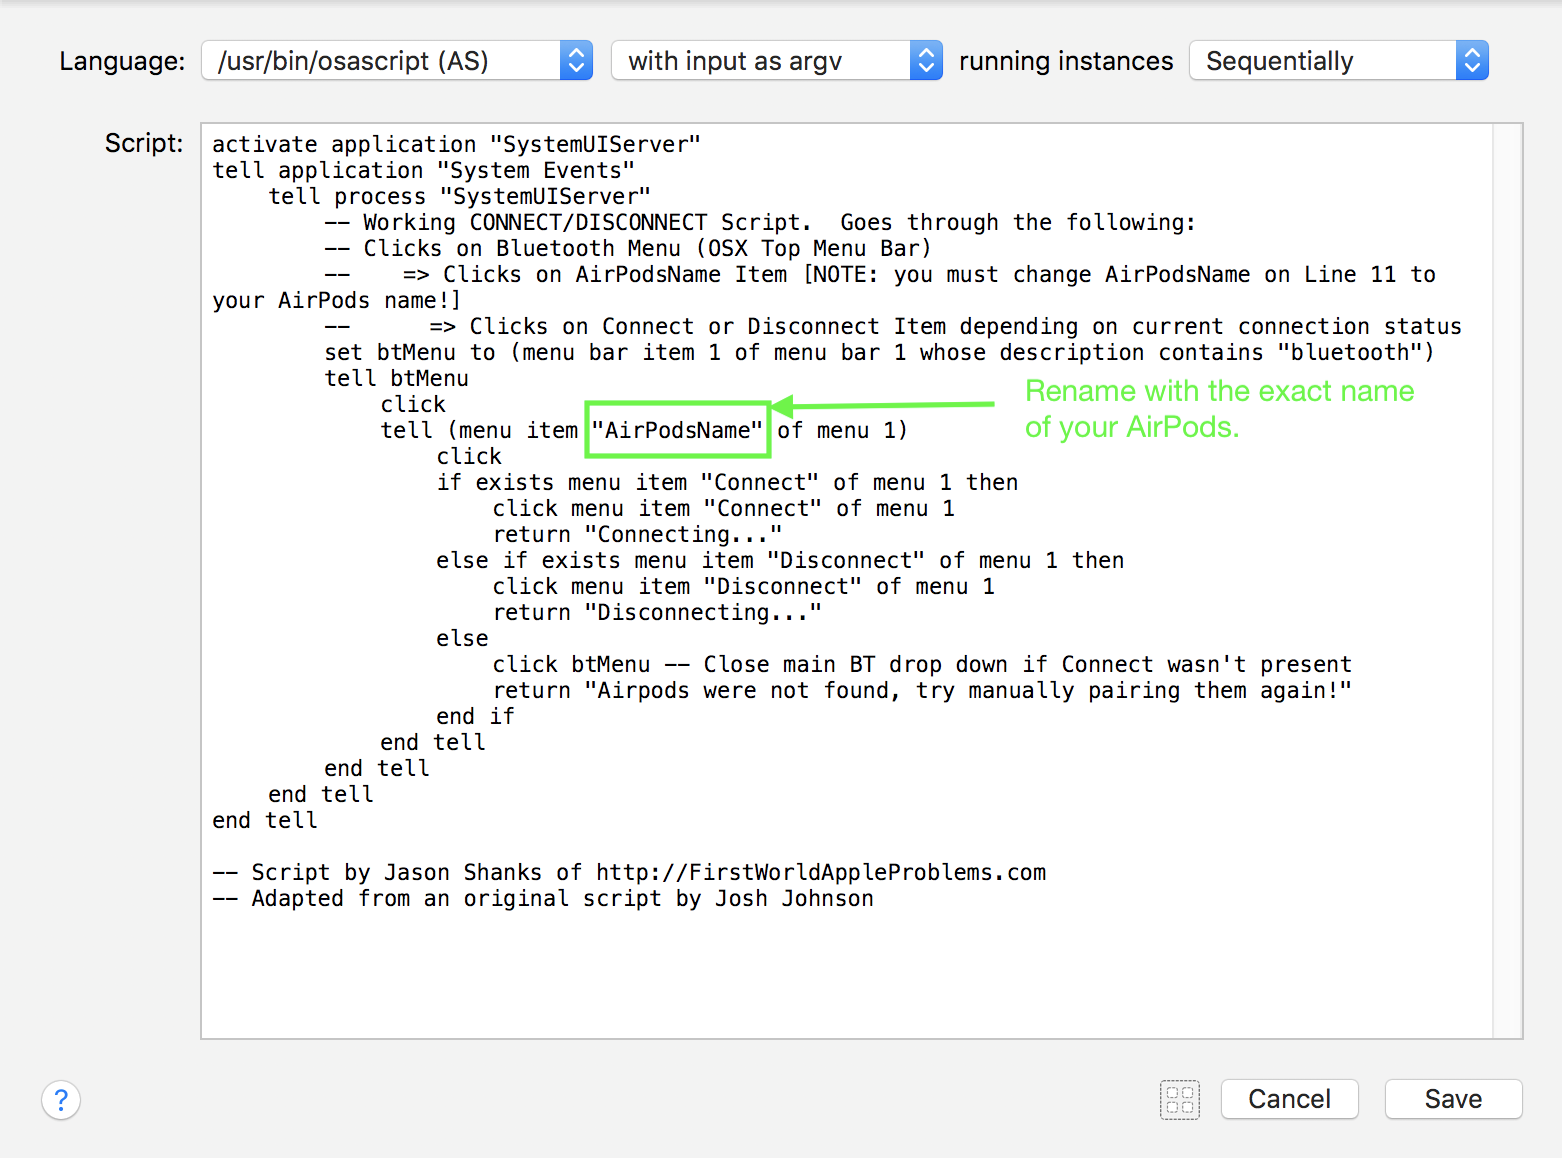 Language: /usr/bin/osascript (AS) with input as argv running instances Sequentially
Script:
activate application "SystemUIServer"
tell application "System Events"
tell process "SystemUIServer"
-- Working CONNECT/DISCONNECT Script.  Goes through the following:
-- Clicks on Bluetooth Menu (OSX Top Menu Bar)
--    => Clicks on AirPodsName Item [NOTE: you must change AirPodsName on Line 11 to
your AirPods name!]
--      => Clicks on Connect or Disconnect Item depending on current connection status
set btMenu to (menu bar item 1 of menu bar 1 whose description contains "bluetooth")
tell btMenu
click
tell (menu item "AirPodsName" of menu 1)
Rename with the exact name
of your AirPods.
click
if exists menu item "Connect" of menu 1 then
click menu item "Connect" of menu 1
return "Connecting..."
else if exists menu item "Disconnect" of menu 1 then
click menu item "Disconnect" of menu 1
return "Disconnecting..."
else
click btMenu -- Close main BT drop down if Connect wasn't present
return "Airpods were not found, try manually pairing them again!"
end if
end tell
end tell
end tell
end tell
-- Script by Jason Shanks of http://FirstWorldAppleProblems.com
-- Adapted from an original script by Josh Johnson
? Cancel Save